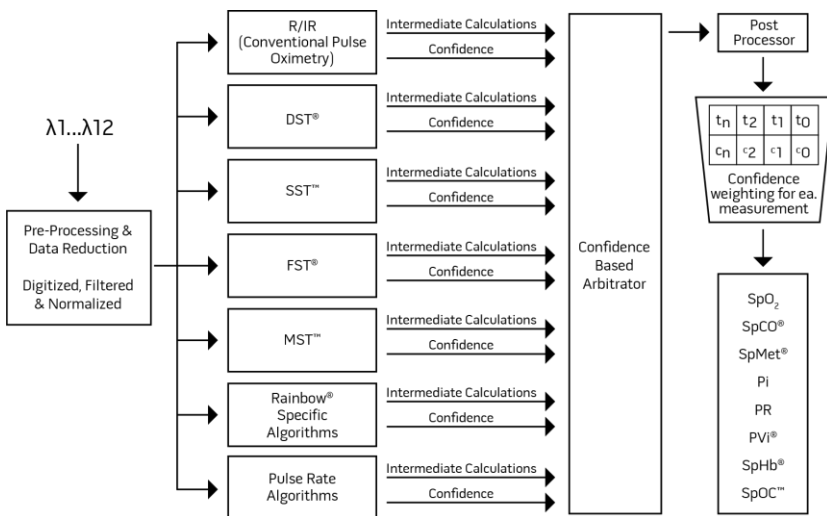 λ1...λ12
Pre-Processing &
Data Reduction
Digitized, Filtered
& Normalized
R/IR
(Conventional Pulse
Oximetry)
Intermediate Calculations
Confidence
DST®
Intermediate Calculations
Confidence
SST™
Intermediate Calculations
Confidence
FST®
Intermediate Calculations
Confidence
MST™
Intermediate Calculations
Confidence
Rainbow®
Specific
Algorithms
Intermediate Calculations
Confidence
Pulse Rate
Algorithms
Intermediate Calculations
Confidence
Confidence
Based
Arbitrator
Post
Processor
tn t2 t1 t0
cn c2 c1 c0
Confidence
weighting for ea.
measurement
SpO₂
SpCO®
SpMet®
Pi
PR
PVi®
SpHb®
SpOC™